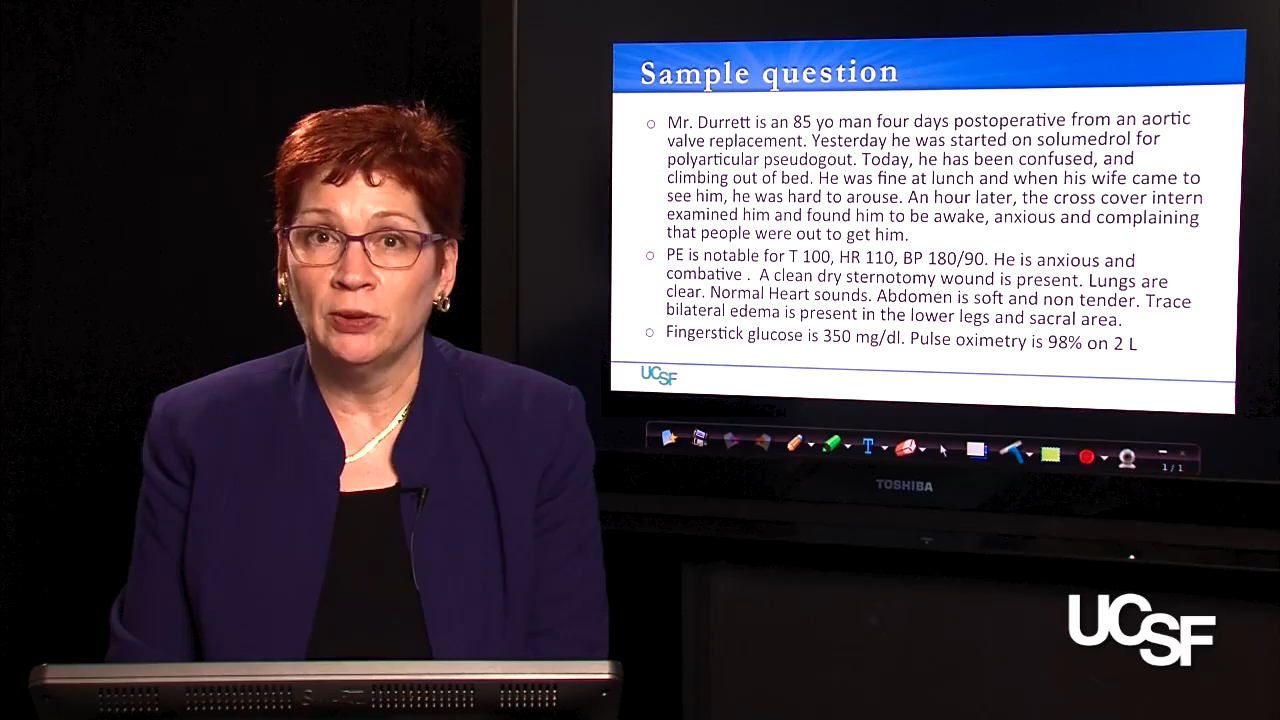 Sample question
○ Mr. Durrett is an 85 yo man four days postoperative from an aortic
valve replacement. Yesterday he was started on solumedrol for
polyarticular pseudogout. Today, he has been confused, and
climbing out of bed. He was fine at lunch and when his wife came to
see him, he was hard to arouse. An hour later, the cross cover intern
examined him and found him to be awake, anxious and complaining
that people were out to get him.
○ PE is notable for T 100, HR 110, BP 180/90. He is anxious and
combative . A clean dry sternotomy wound is present. Lungs are
clear. Normal Heart sounds. Abdomen is soft and non tender. Trace
bilateral edema is present in the lower legs and sacral area.
○ Fingerstick glucose is 350 mg/dl. Pulse oximetry is 98% on 2 L
UCSF
T
1/1
TOSHIBA
UCSF